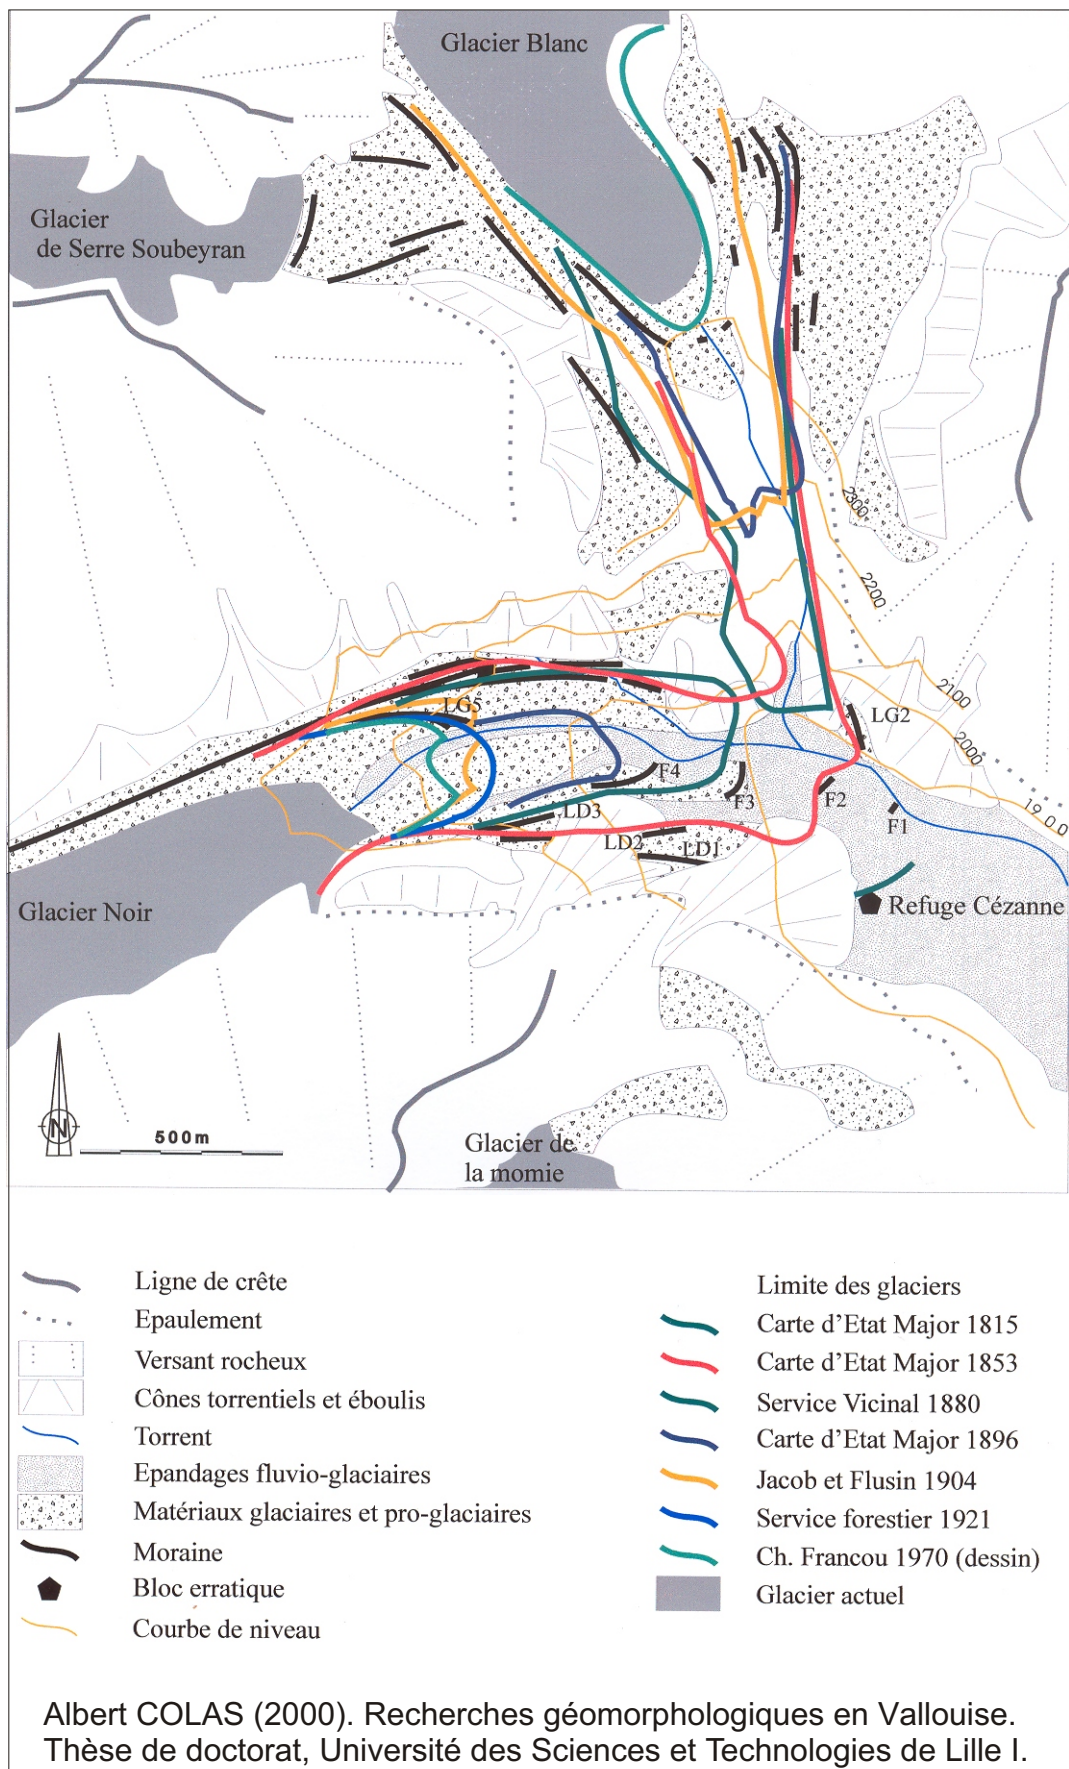 Glacier Blanc
Glacier
de Serre Soubeyran
2300
2200
2100
2000
1900
LG5
LG2
F4
F3
F2
F1
LD3
LD2
LD1
Refuge Cézanne
Glacier Noir
N
500m
Glacier de
la momie
Ligne de crête
Epaulement
Versant rocheux
Cônes torrentiels et éboulis
Torrent
Epandages fluvio-glaciaires
Matériaux glaciaires et pro-glaciaires
Moraine
Bloc erratique
Courbe de niveau
Limite des glaciers
Carte d'Etat Major 1815
Carte d'Etat Major 1853
Service Vicinal 1880
Carte d'Etat Major 1896
Jacob et Flusin 1904
Service forestier 1921
Ch. Francou 1970 (dessin)
Glacier actuel
Albert COLAS (2000). Recherches géomorphologiques en Vallouise.
Thèse de doctorat, Université des Sciences et Technologies de Lille I.